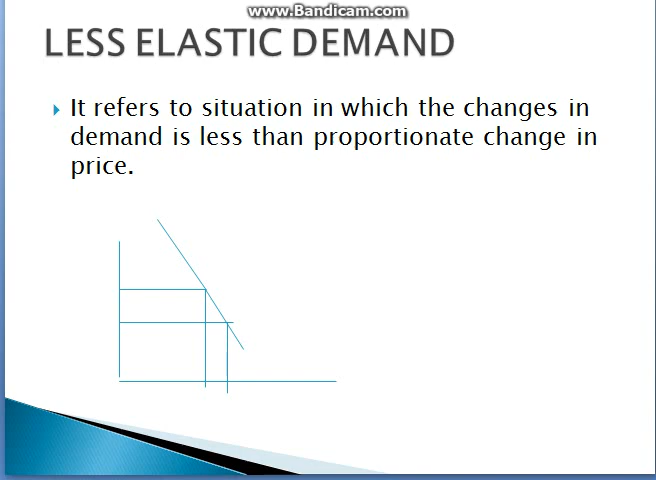 www.Bandicam.com
LESS ELASTIC DEMAND
It refers to situation in which the changes in
demand is less than proportionate change in
price.